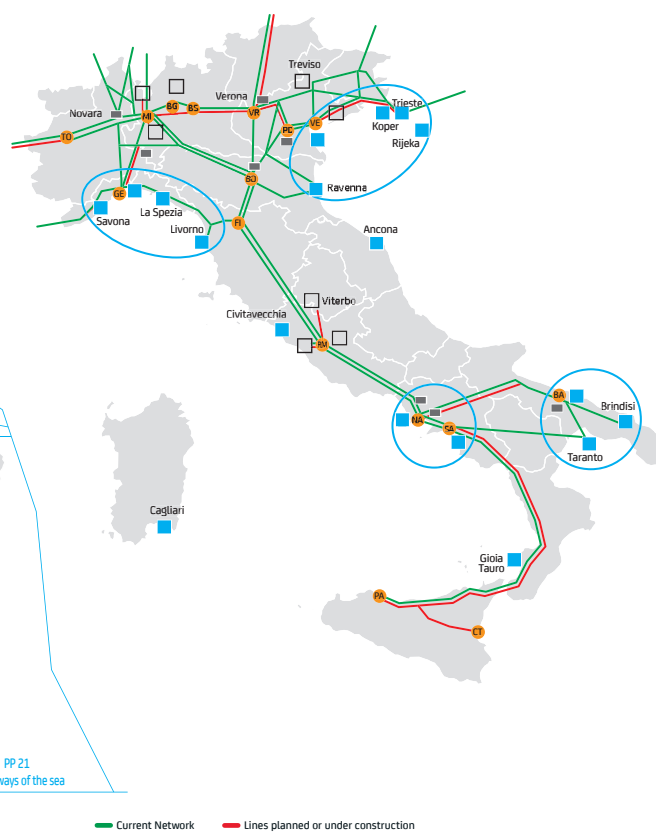 Treviso
Verona
Novara
Trieste
Koper
Rijeka
MI
BG
BS
VR
PD
VE
TO
BO
Ravenna
GE
La Spezia
Savona
Livorno
FI
Ancona
Viterbo
Civitavecchia
RM
NA
SA
BA
Brindisi
Taranto
Cagliari
Gioia
Tauro
PA
CT
PP 21
ways of the sea
Current Network
Lines planned or under construction